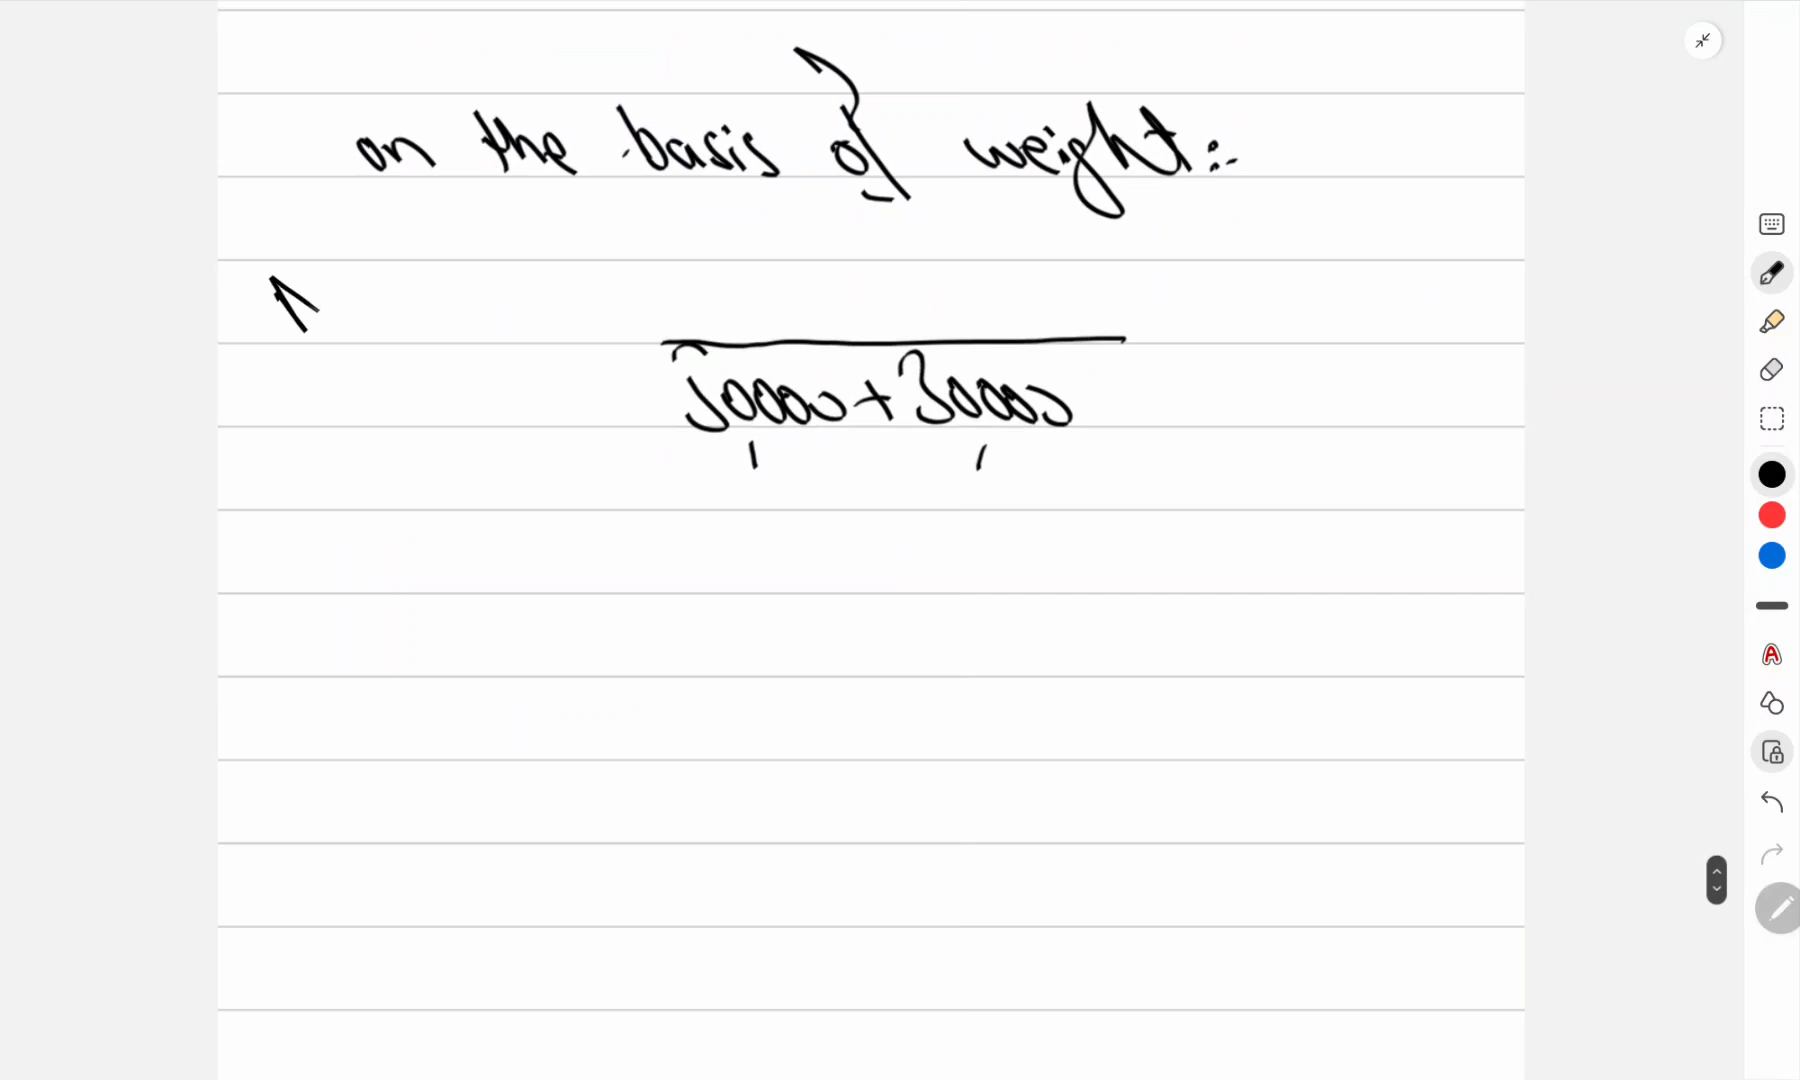 on the basis of weight:-
50000+30000